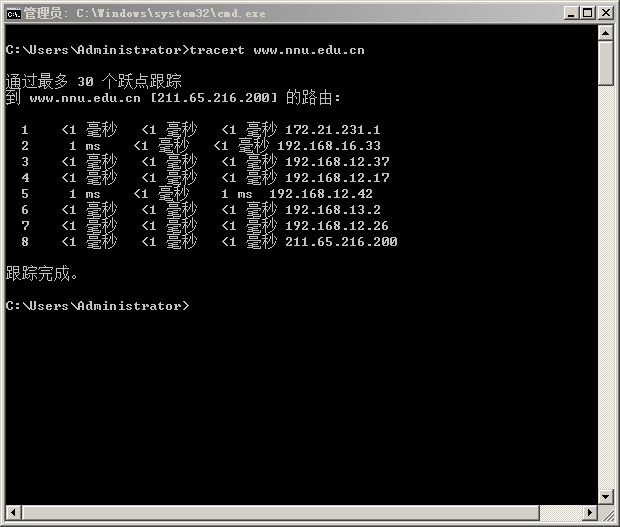 管理员: C:\Windows\system32\cmd.exe
C:\Users\Administrator>tracert www.nnu.edu.cn
通过最多 30 个跃点跟踪
到 www.nnu.edu.cn [211.65.216.200] 的路由:
1 <1 毫秒 <1 毫秒 <1 毫秒 172.21.231.1
2 1 ms <1 毫秒 <1 毫秒 192.168.16.33
3 <1 毫秒 <1 毫秒 <1 毫秒 192.168.12.37
4 <1 毫秒 <1 毫秒 <1 毫秒 192.168.12.17
5 1 ms <1 毫秒 1 ms 192.168.12.42
6 <1 毫秒 <1 毫秒 <1 毫秒 192.168.13.2
7 <1 毫秒 <1 毫秒 <1 毫秒 192.168.12.26
8 <1 毫秒 <1 毫秒 <1 毫秒 211.65.216.200
跟踪完成。
C:\Users\Administrator>